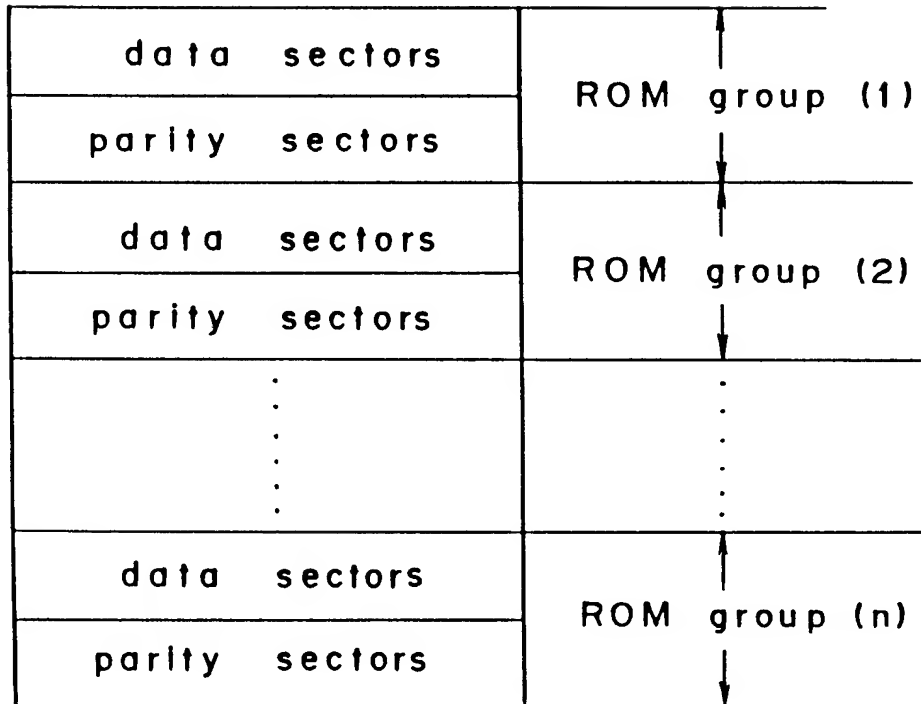 data sectors
ROM group (1)
parity sectors
data sectors
ROM group (2)
parity sectors
data sectors
ROM group (n)
parity sectors